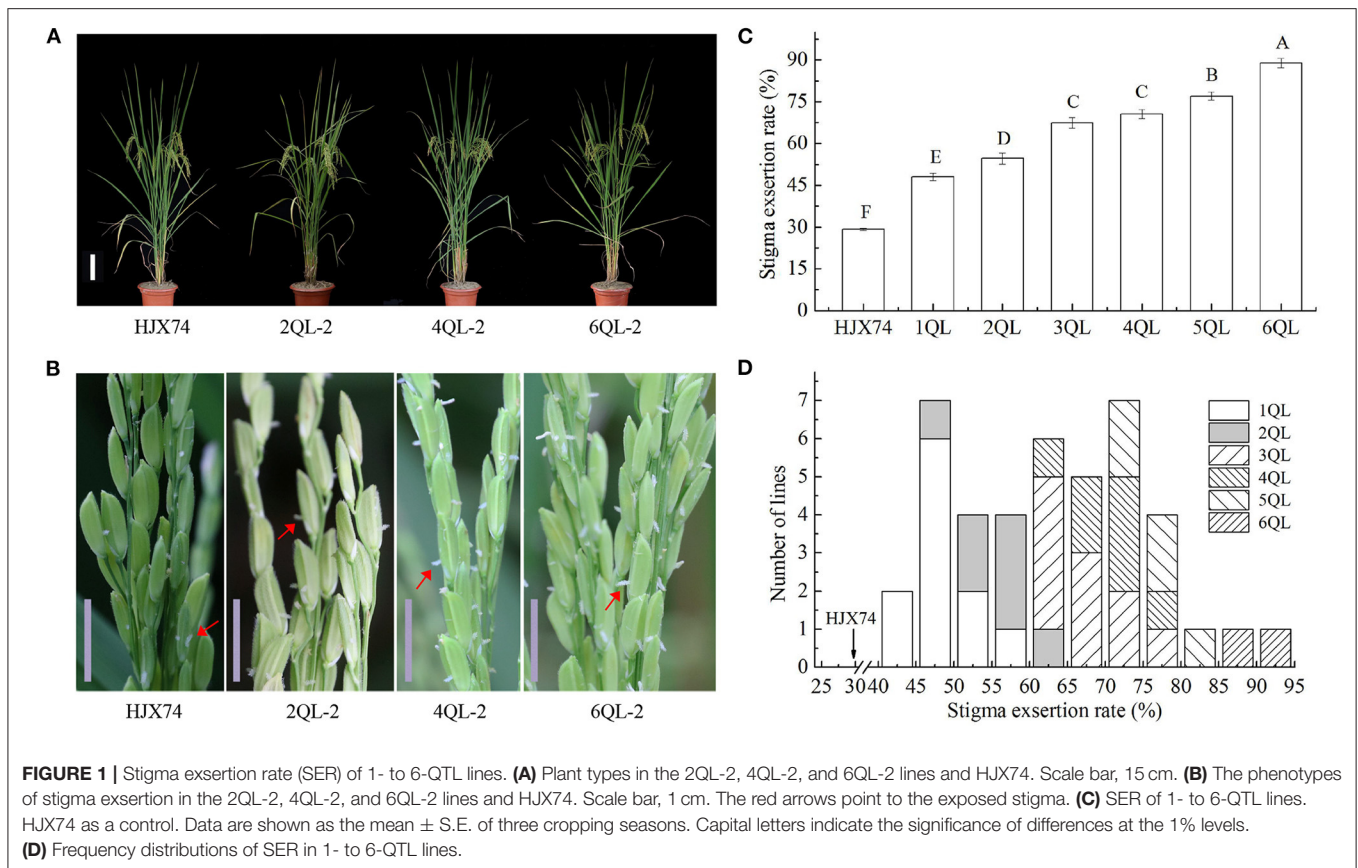 A
HJX74 2QL-2 4QL-2 6QL-2
B
HJX74 2QL-2 4QL-2 6QL-2
C
Stigma exsertion rate (%)
90
75
60
45
30
15
0
F E D C C B A
HJX74 1QL 2QL 3QL 4QL 5QL 6QL
D
Number of lines
7
6
5
4
3
2
1
0
HJX74
1QL
2QL
3QL
4QL
5QL
6QL
25 30 40 45 50 55 60 65 70 75 80 85 90 95
Stigma exsertion rate (%)
FIGURE 1 | Stigma exsertion rate (SER) of 1- to 6-QTL lines. (A) Plant types in the 2QL-2, 4QL-2, and 6QL-2 lines and HJX74. Scale bar, 15 cm. (B) The phenotypes
of stigma exsertion in the 2QL-2, 4QL-2, and 6QL-2 lines and HJX74. Scale bar, 1 cm. The red arrows point to the exposed stigma. (C) SER of 1- to 6-QTL lines.
HJX74 as a control. Data are shown as the mean ± S.E. of three cropping seasons. Capital letters indicate the significance of differences at the 1% levels.
(D) Frequency distributions of SER in 1- to 6-QTL lines.